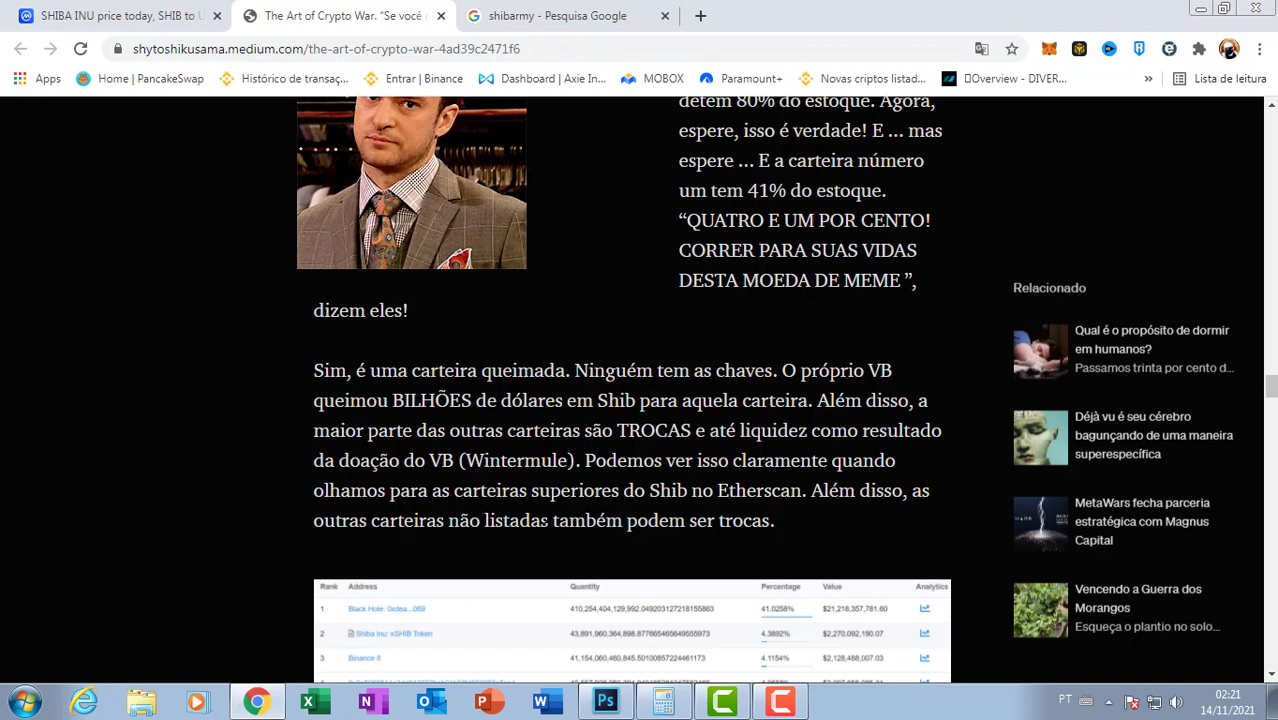 SHIBA INU price today, SHIB to U
The Art of Crypto War. “Se você
shibarmy - Pesquisa Google
shytoshikusama.medium.com/the-art-of-crypto-war-4ad39c2471f6
Apps
Home | PancakeSwap
Histórico de transaç...
Entrar | Binance
Dashboard | Axie In...
MOBOX
Paramount+
Novas criptos listad...
Overview - DIVER...
»
Lista de leitura
detém 80% do estoque. Agora,
espere, isso é verdade! E ... mas
espere ... E a carteira número
um tem 41% do estoque.
“QUATRO E UM POR CENTO!
CORRER PARA SUAS VIDAS
DESTA MOEDA DE MEME ”,
dizem eles!
Sim, é uma carteira queimada. Ninguém tem as chaves. O próprio VB
queimou BILHÕES de dólares em Shib para aquela carteira. Além disso, a
maior parte das outras carteiras são TROCAS e até liquidez como resultado
da doação do VB (Wintermule). Podemos ver isso claramente quando
olhamos para as carteiras superiores do Shib no Etherscan. Além disso, as
outras carteiras não listadas também podem ser trocas.
Rank Address Quantity Percentage Value Analytics
1 Black Hole: 0xdea...069 410,254,404,129,992.049203127218155863 41.0258% $21,218,357,781.60
2 Shiba Inu: xSHIB Token 43,891,960,364,898.877665465649555973 4.3892% $2,270,092,190.07
3 Binance 8 41,154,060,460,845.50100857224461173 4.1154% $2,128,488,007.03
Relacionado
Qual é o propósito de dormir
em humanos?
Passamos trinta por cento d...
Déjà vu é seu cérebro
bagunçando de uma maneira
superespecífica
MetaWars fecha parceria
estratégica com Magnus
Capital
Vencendo a Guerra dos
Morangos
Esqueça o plantio no solo...
PT
02:21
14/11/2021